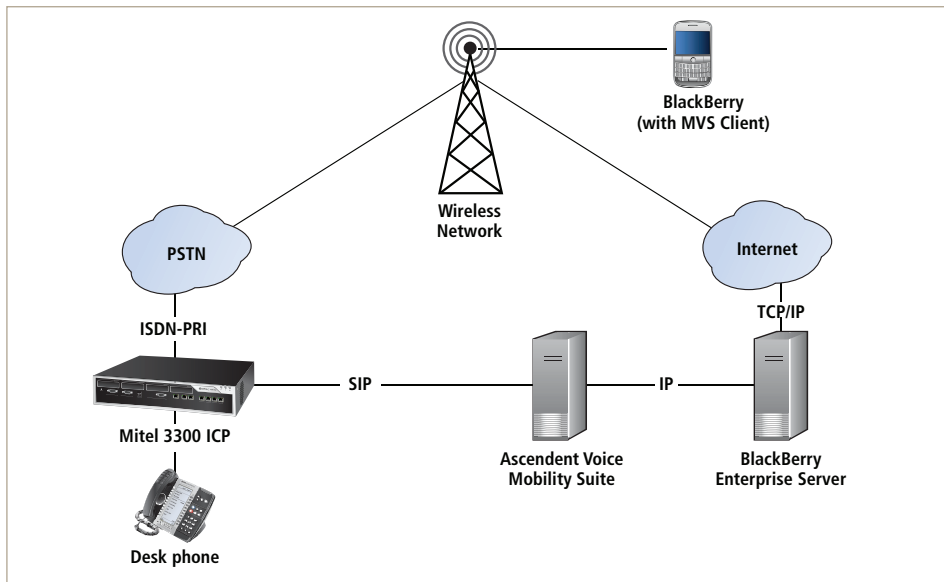 BlackBerry
(with MVS Client)
Wireless
Network
PSTN
Internet
ISDN-PRI
TCP/IP
SIP
IP
Mitel 3300 ICP
Ascendent Voice
Mobility Suite
BlackBerry
Enterprise Server
Desk phone